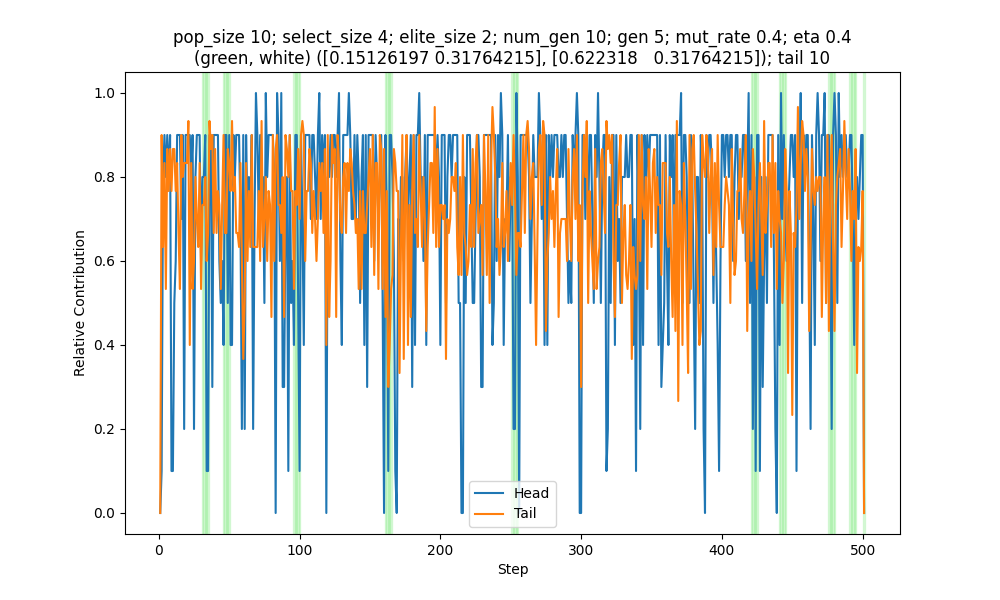 pop_size 10; select_size 4; elite_size 2; num_gen 10; gen 5; mut_rate 0.4; eta 0.4
(green, white) ([0.15126197 0.31764215], [0.622318   0.31764215]); tail 10
1.0
0.8
0.6
0.4
0.2
0.0
Relative Contribution
Head
Tail
0
100
200
300
400
500
Step